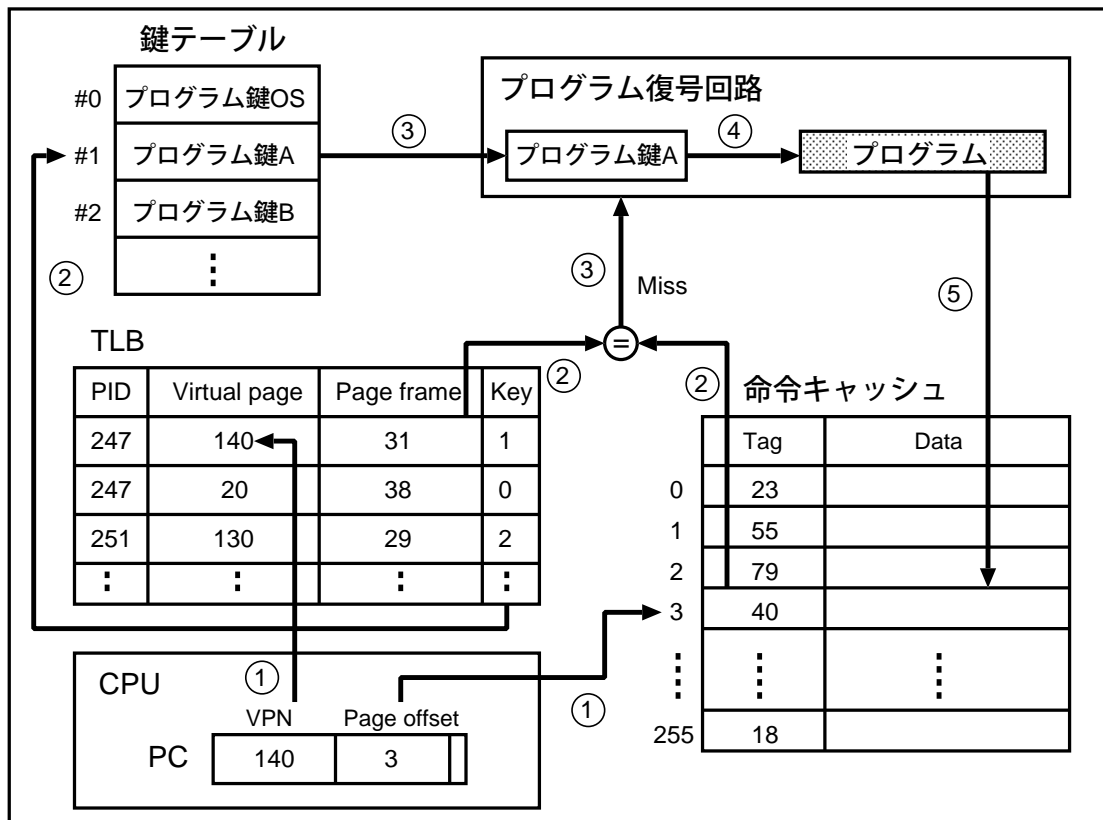 鍵テーブル
#0 プログラム鍵OS
#1 プログラム鍵A
#2 プログラム鍵B
⋮
プログラム復号回路
プログラム鍵A
プログラム
③
④
②
③
Miss
⑤
=
②
②
TLB
PID Virtual page Page frame Key
247 140 31 1
247 20 38 0
251 130 29 2
⋮ ⋮ ⋮ ⋮
命令キャッシュ
Tag Data
0 23
1 55
2 79
3 40
⋮ ⋮ ⋮
255 18
CPU
①
①
VPN Page offset
PC 140 3